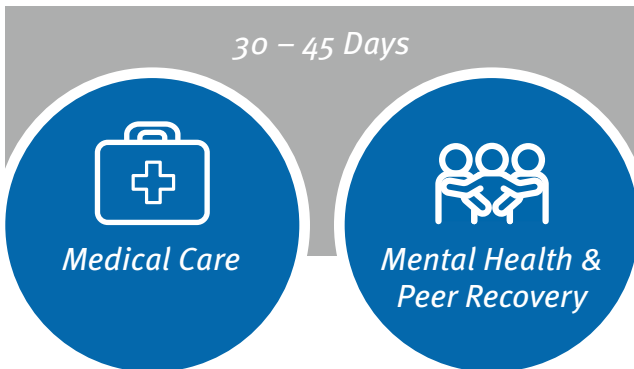 30 – 45 Days
Medical Care
Mental Health &
Peer Recovery